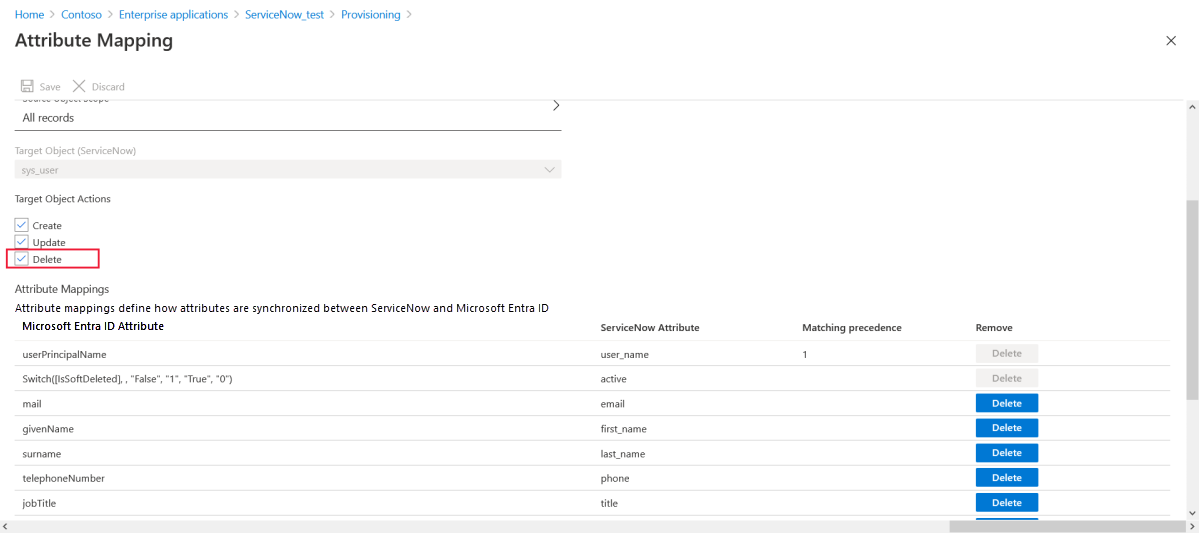 Home > Contoso > Enterprise applications > ServiceNow_test > Provisioning >
Attribute Mapping
Save Discard
Source Object Scope
All records
Target Object (ServiceNow)
sys_user
Target Object Actions
Create
Update
Delete
Attribute Mappings
Attribute mappings define how attributes are synchronized between ServiceNow and Microsoft Entra ID
Microsoft Entra ID Attribute ServiceNow Attribute Matching precedence Remove
userPrincipalName user_name 1 Delete
Switch([IsSoftDeleted], , "False", "1", "True", "0") active Delete
mail email Delete
givenName first_name Delete
surname last_name Delete
telephoneNumber phone Delete
jobTitle title Delete